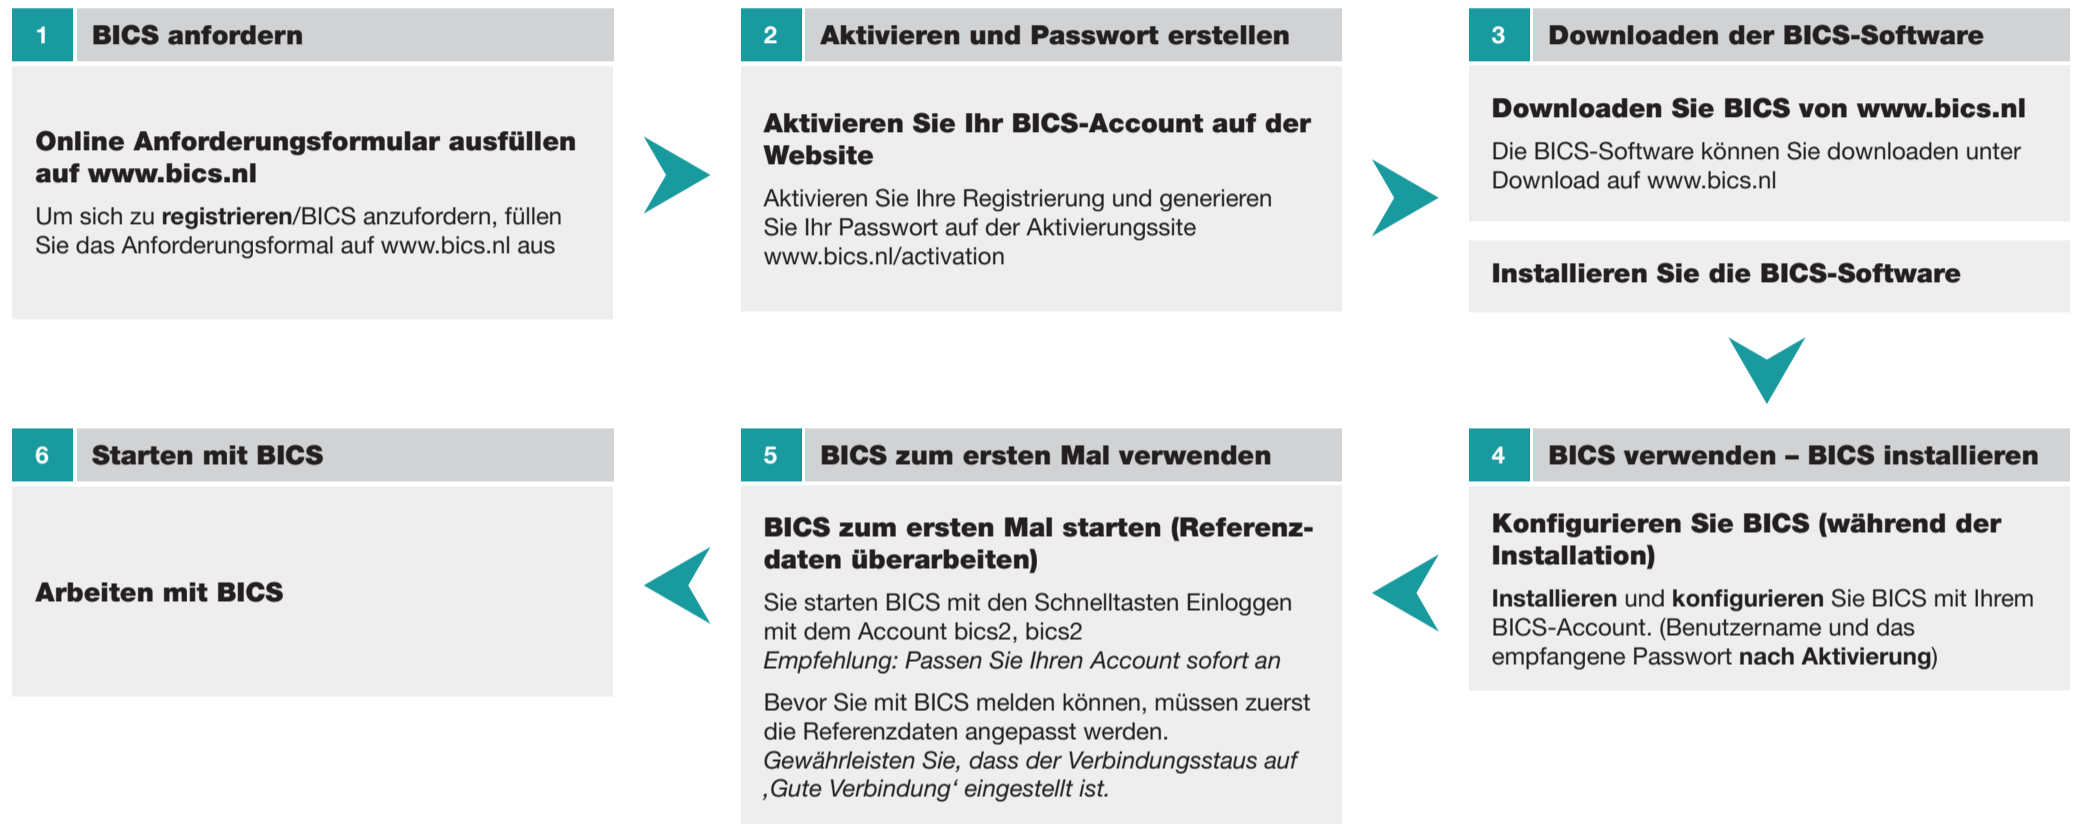 1 BICS anfordern
Online Anforderungsformular ausfüllen
auf www.bics.nl
Um sich zu registrieren/BICS anzufordern, füllen
Sie das Anforderungsformal auf www.bics.nl aus
2 Aktivieren und Passwort erstellen
Aktivieren Sie Ihr BICS-Account auf der
Website
Aktivieren Sie Ihre Registrierung und generieren
Sie Ihr Passwort auf der Aktivierungssite
www.bics.nl/activation
3 Downloaden der BICS-Software
Downloaden Sie BICS von www.bics.nl
Die BICS-Software können Sie downloaden unter
Download auf www.bics.nl
Installieren Sie die BICS-Software
4 BICS verwenden – BICS installieren
Konfigurieren Sie BICS (während der
Installation)
Installieren und konfigurieren Sie BICS mit Ihrem
BICS-Account. (Benutzername und das
empfangene Passwort nach Aktivierung)
5 BICS zum ersten Mal verwenden
BICS zum ersten Mal starten (Referenz-
daten überarbeiten)
Sie starten BICS mit den Schnelltasten Einloggen
mit dem Account bics2, bics2
Empfehlung: Passen Sie Ihren Account sofort an
Bevor Sie mit BICS melden können, müssen zuerst
die Referenzdaten angepasst werden.
Gewährleisten Sie, dass der Verbindungsstaus auf
‚Gute Verbindung‘ eingestellt ist.
6 Starten mit BICS
Arbeiten mit BICS